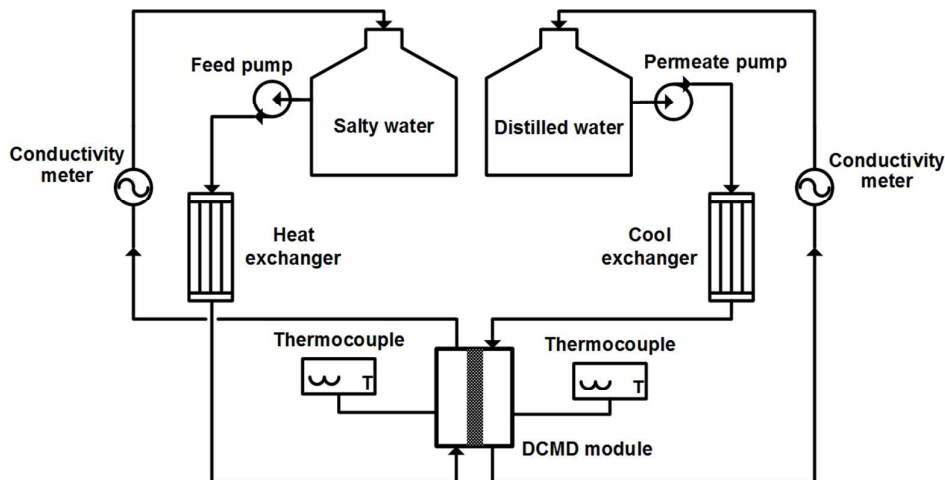 Feed pump
Permeate pump
Salty water
Distilled water
Conductivity
meter
Conductivity
meter
Heat
exchanger
Cool
exchanger
Thermocouple
Thermocouple
T
T
DCMD module